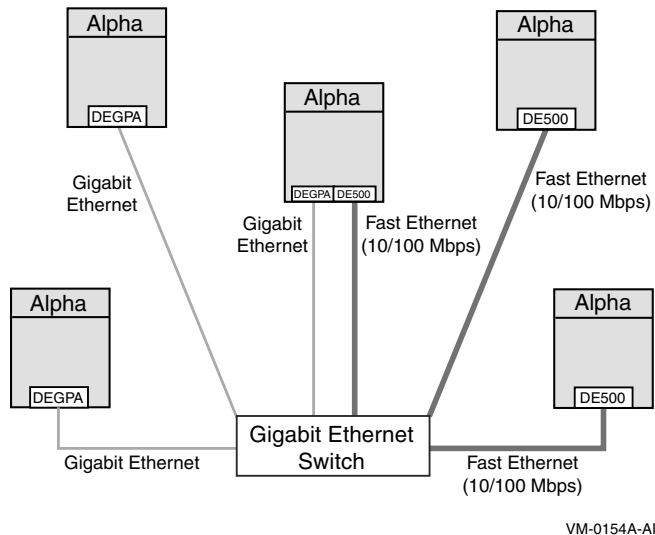 Alpha
DEGPA
Alpha
DE500
Alpha
DEGPA DE500
Gigabit
Ethernet
Gigabit
Ethernet
Fast Ethernet
(10/100 Mbps)
Fast Ethernet
(10/100 Mbps)
Alpha
DEGPA
Alpha
DE500
Gigabit Ethernet
Switch
Gigabit Ethernet
Fast Ethernet
(10/100 Mbps)
VM-0154A-AI